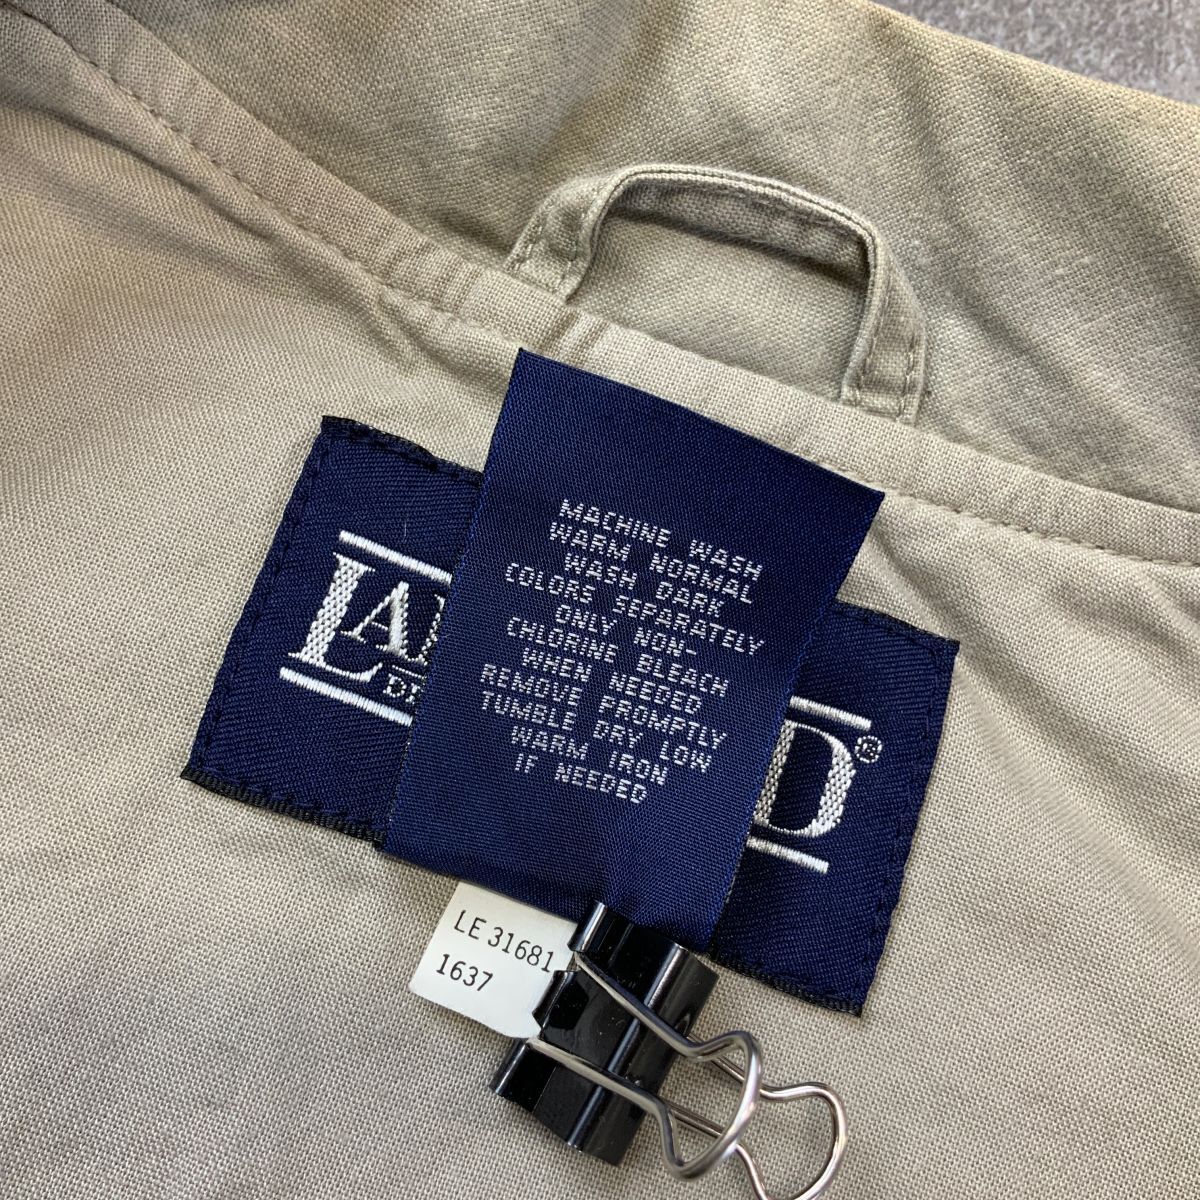 MACHINE WASH
WARM NORMAL
WASH DARK
COLORS SEPARATELY
ONLY NON-
CHLORINE BLEACH
WHEN NEEDED
REMOVE PROMPTLY
TUMBLE DRY LOW
WARM IRON
IF NEEDED
LE 31681
1637